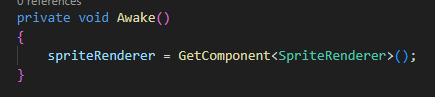 0 references
private void Awake()
{
spriteRenderer = GetComponent<SpriteRenderer>();
}